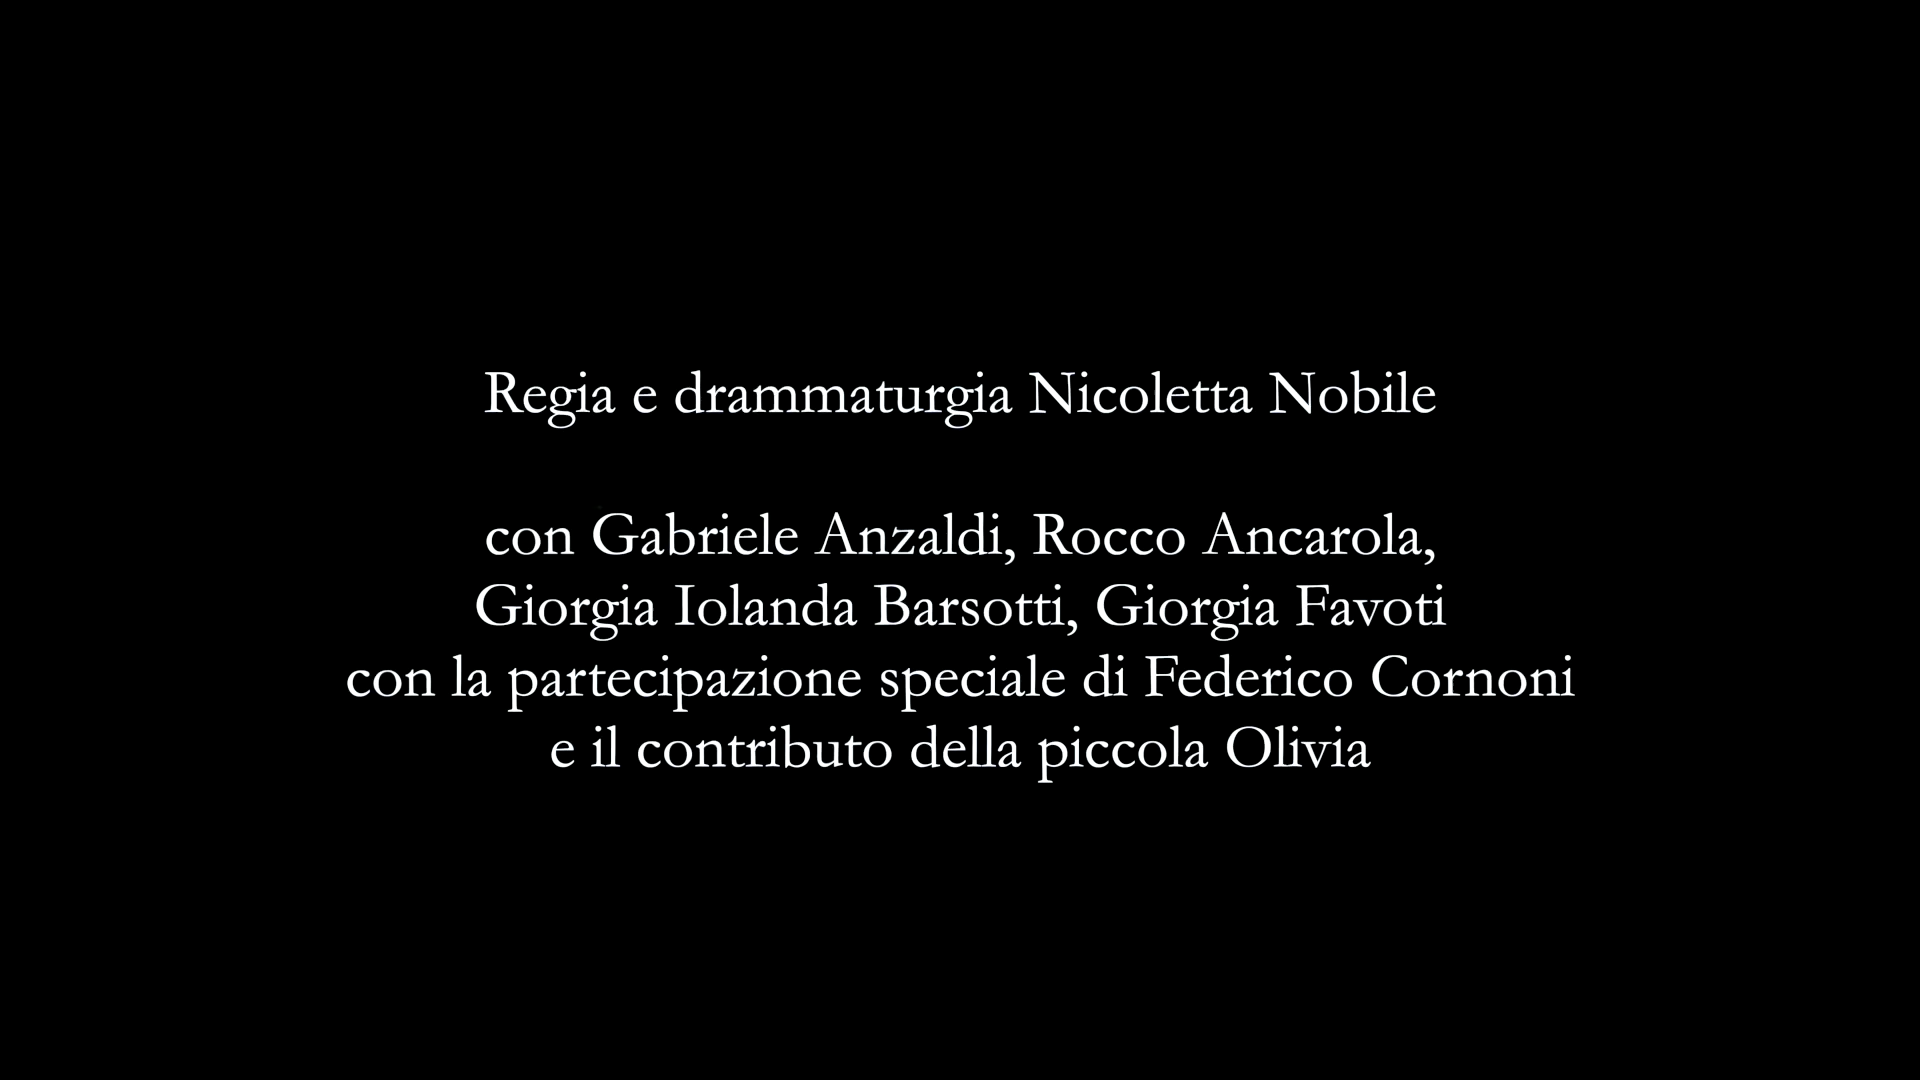 Regia e drammaturgia Nicoletta Nobile
con Gabriele Anzaldi, Rocco Ancarola,
Giorgia Iolanda Barsotti, Giorgia Favoti
con la partecipazione speciale di Federico Cornoni
e il contributo della piccola Olivia